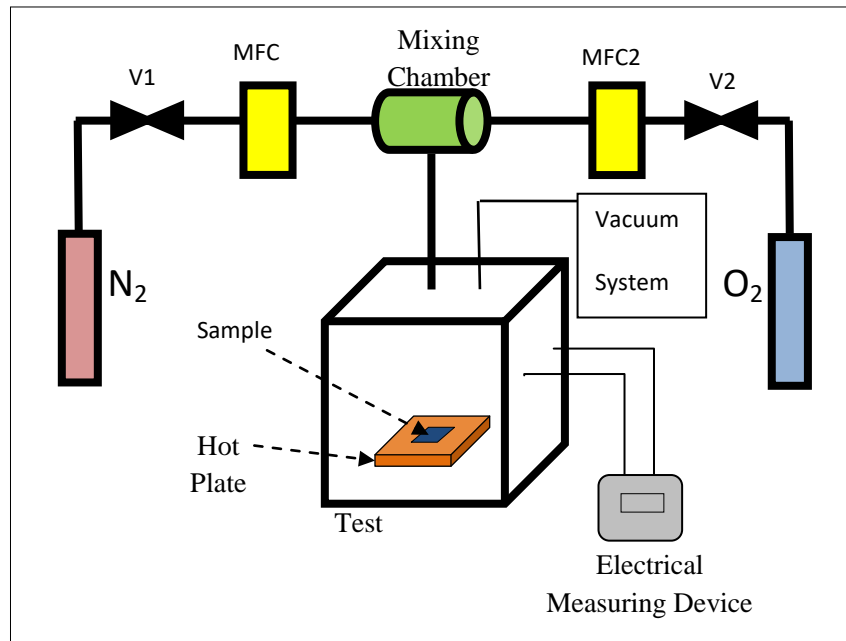 Mixing
Chamber
MFC
MFC2
V1
V2
Vacuum
System
N₂
O₂
Sample
Hot
Plate
Test
Electrical
Measuring Device